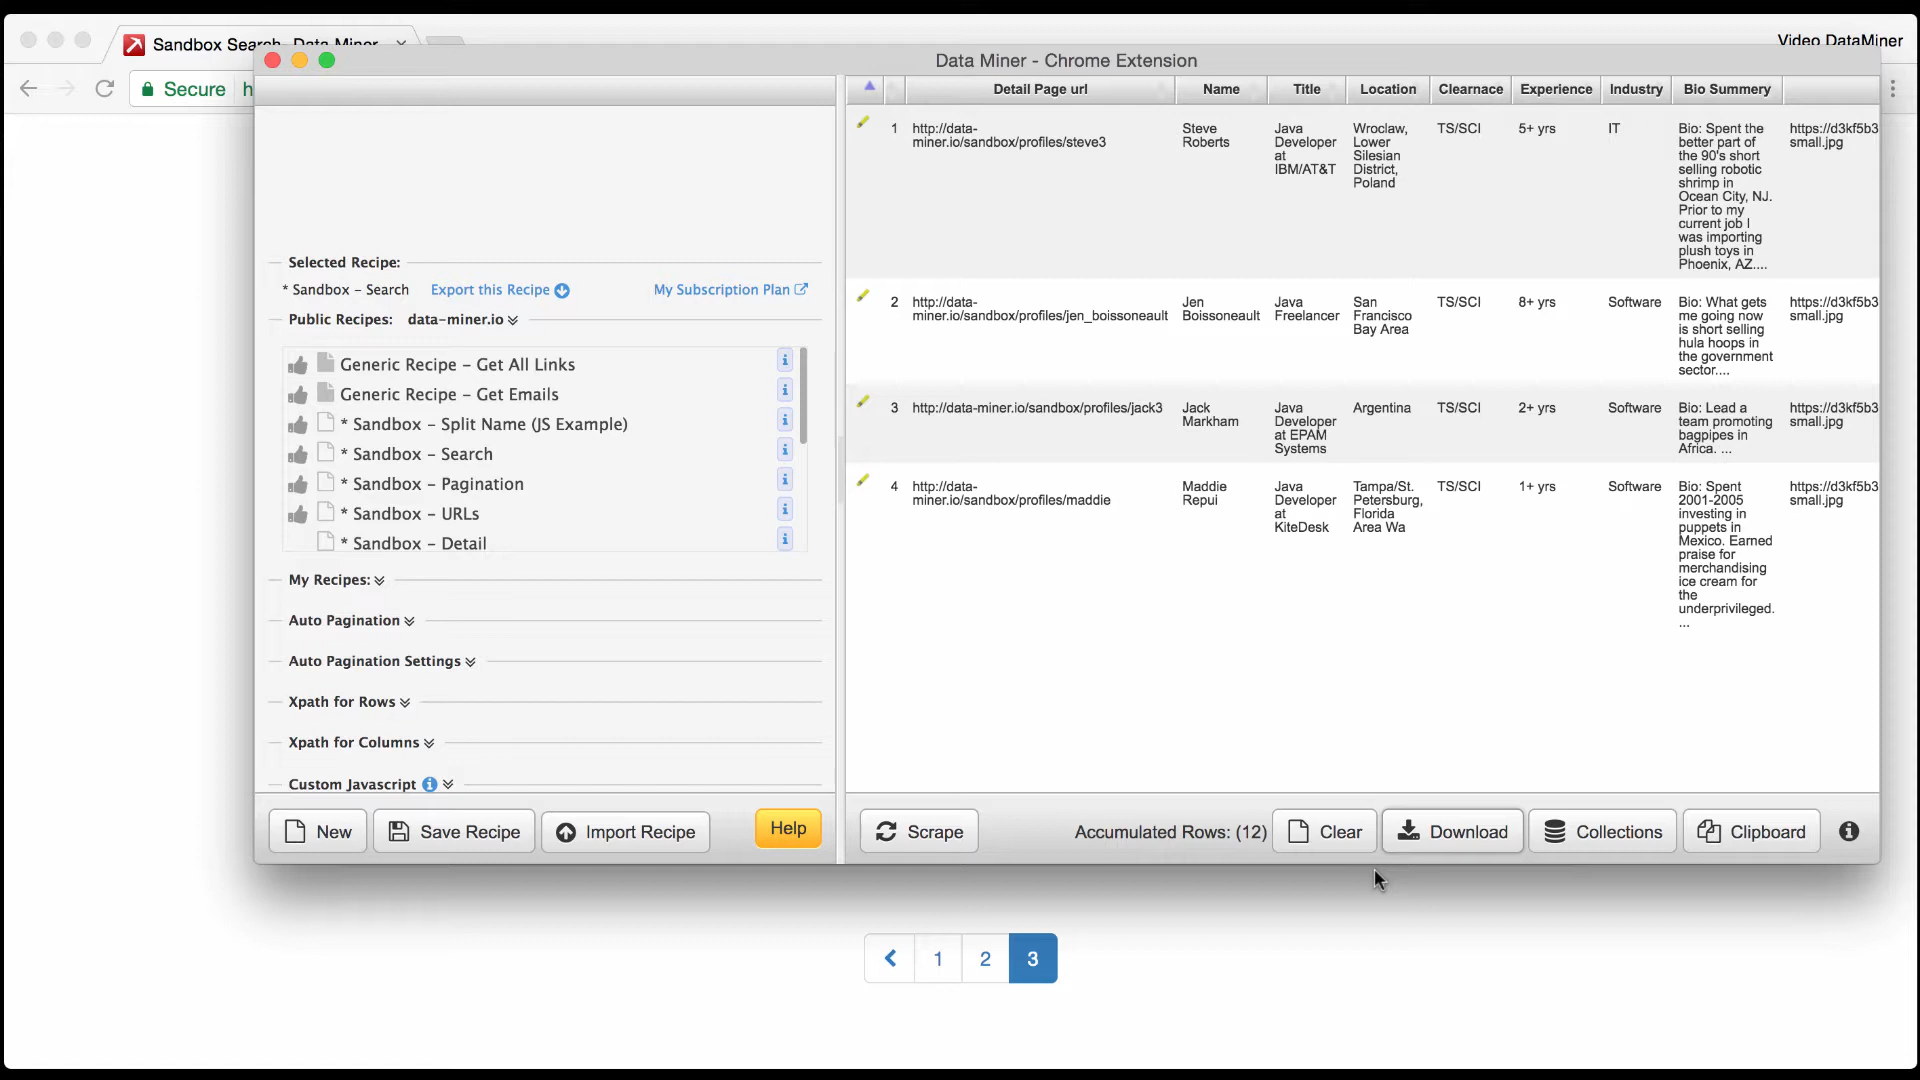 Sandbox Search- Data Miner
Video DataMiner
Secure h
Data Miner - Chrome Extension
Detail Page url Name Title Location Clearnace Experience Industry Bio Summery
1 http://data-
miner.io/sandbox/profiles/steve3
Steve
Roberts
Java
Developer
at
IBM/AT&T
Wroclaw,
Lower
Silesian
District,
Poland
TS/SCI
5+ yrs
IT
Bio: Spent the
better part of
the 90's short
selling robotic
shrimp in
Ocean City, NJ.
Prior to my
current job I
was importing
plush toys in
Phoenix, AZ....
https://d3kf5b3
small.jpg
2 http://data-
miner.io/sandbox/profiles/jen_boissoneault
Jen
Boissoneault
Java
Freelancer
San
Francisco
Bay Area
TS/SCI
8+ yrs
Software
Bio: What gets
me going now
is short selling
hula hoops in
the government
sector....
https://d3kf5b3
small.jpg
3 http://data-miner.io/sandbox/profiles/jack3
Jack
Markham
Java
Developer
at EPAM
Systems
Argentina
TS/SCI
2+ yrs
Software
Bio: Lead a
team promoting
bagpipes in
Africa. ...
https://d3kf5b3
small.jpg
4 http://data-
miner.io/sandbox/profiles/maddie
Maddie
Repui
Java
Developer
at
KiteDesk
Tampa/St.
Petersburg,
Florida
Area Wa
TS/SCI
1+ yrs
Software
Bio: Spent
2001-2005
investing in
puppets in
Mexico. Earned
praise for
merchandising
ice cream for
the
underprivileged.
...
https://d3kf5b3
small.jpg
Selected Recipe:
* Sandbox – Search Export this Recipe My Subscription Plan
Public Recipes: data-miner.io
Generic Recipe – Get All Links
Generic Recipe – Get Emails
* Sandbox – Split Name (JS Example)
* Sandbox – Search
* Sandbox – Pagination
* Sandbox – URLs
* Sandbox – Detail
My Recipes:
Auto Pagination
Auto Pagination Settings
Xpath for Rows
Xpath for Columns
Custom Javascript
New Save Recipe Import Recipe Help
Scrape Accumulated Rows: (12) Clear Download Collections Clipboard
1 2 3